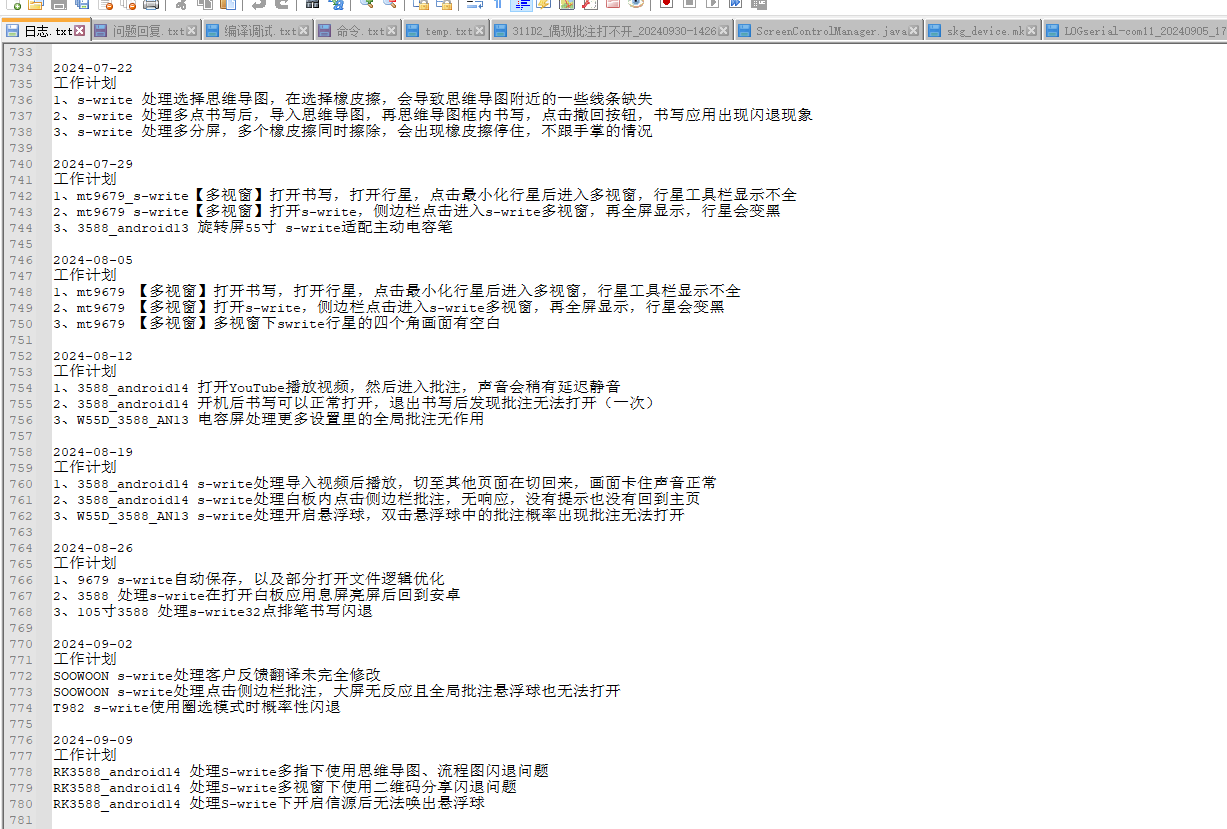 日志.txt 问题回复.txt 编译调试.txt 命令.txt temp.txt 311D2_偶现批注打不开_20240930-1426 ScreenControlManager.java skg_device.mk LOGserial-com11_20240905_17
733
734 2024-07-22
735 工作计划
736 1、s-write 处理选择思维导图，在选择橡皮擦，会导致思维导图附近的一些线条缺失
737 2、s-write 处理多点书写后，导入思维导图，再思维导图框内书写，点击撤回按钮，书写应用出现闪退现象
738 3、s-write 处理多分屏，多个橡皮擦同时擦除，会出现橡皮擦停住，不跟手掌的情况
739
740 2024-07-29
741 工作计划
742 1、mt9679_s-write【多视窗】打开书写，打开行星，点击最小化行星后进入多视窗，行星工具栏显示不全
743 2、mt9679 s-write【多视窗】打开s-write，侧边栏点击进入s-write多视窗，再全屏显示，行星会变黑
744 3、3588_android13 旋转屏55寸 s-write适配主动电容笔
745
746 2024-08-05
747 工作计划
748 1、mt9679 【多视窗】打开书写，打开行星，点击最小化行星后进入多视窗，行星工具栏显示不全
749 2、mt9679 【多视窗】打开s-write，侧边栏点击进入s-write多视窗，再全屏显示，行星会变黑
750 3、mt9679 【多视窗】多视窗下swrite行星的四个角画面有空白
751
752 2024-08-12
753 工作计划
754 1、3588_android14 打开YouTube播放视频，然后进入批注，声音会稍有延迟静音
755 2、3588_android14 开机后书写可以正常打开，退出书写后发现批注无法打开（一次）
756 3、W55D_3588_AN13 电容屏处理更多设置里的全局批注无作用
757
758 2024-08-19
759 工作计划
760 1、3588_android14 s-write处理导入视频后播放，切至其他页面在切回来，画面卡住声音正常
761 2、3588_android14 s-write处理白板内点击侧边栏批注，无响应，没有提示也没有回到主页
762 3、W55D_3588_AN13 s-write处理开启悬浮球，双击悬浮球中的批注概率出现批注无法打开
763
764 2024-08-26
765 工作计划
766 1、9679 s-write自动保存，以及部分打开文件逻辑优化
767 2、3588 处理s-write在打开白板应用息屏亮屏后回到安卓
768 3、105寸3588 处理s-write32点排笔书写闪退
769
770 2024-09-02
771 工作计划
772 SOOWOON s-write处理客户反馈翻译未完全修改
773 SOOWOON s-write处理点击侧边栏批注，大屏无反应且全局批注悬浮球也无法打开
774 T982 s-write使用圈选模式时概率性闪退
775
776 2024-09-09
777 工作计划
778 RK3588_android14 处理S-write多指下使用思维导图、流程图闪退问题
779 RK3588_android14 处理S-write多视窗下使用二维码分享闪退问题
780 RK3588_android14 处理S-write下开启信源后无法唤出悬浮球
781